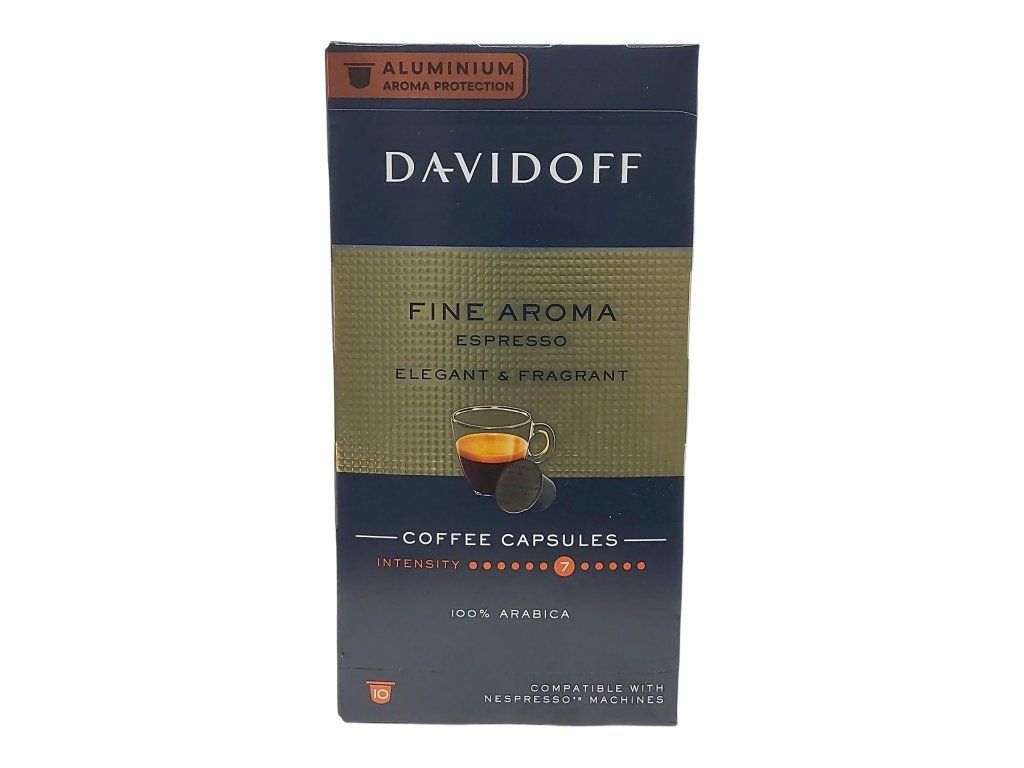 ALUMINIUM
AROMA PROTECTION
DAVIDOFF
FINE AROMA
ESPRESSO
ELEGANT & FRAGRANT
COFFEE CAPSULES
INTENSITY 7
100% ARABICA
10
COMPATIBLE WITH
NESPRESSO*® MACHINES